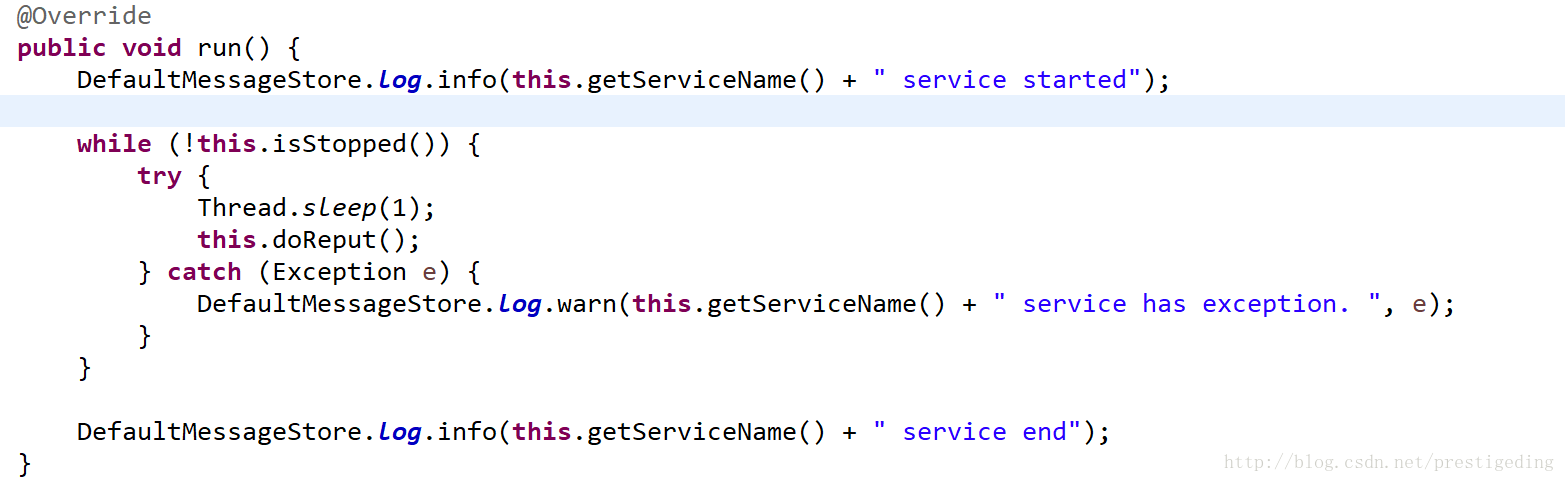 @Override
public void run() {
    DefaultMessageStore.log.info(this.getServiceName() + " service started");
    while (!this.isStopped()) {
        try {
            Thread.sleep(1);
            this.doReput();
        } catch (Exception e) {
            DefaultMessageStore.log.warn(this.getServiceName() + " service has exception. ", e);
        }
    }
    DefaultMessageStore.log.info(this.getServiceName() + " service end");
}
http://blog.csdn.net/prestigeding